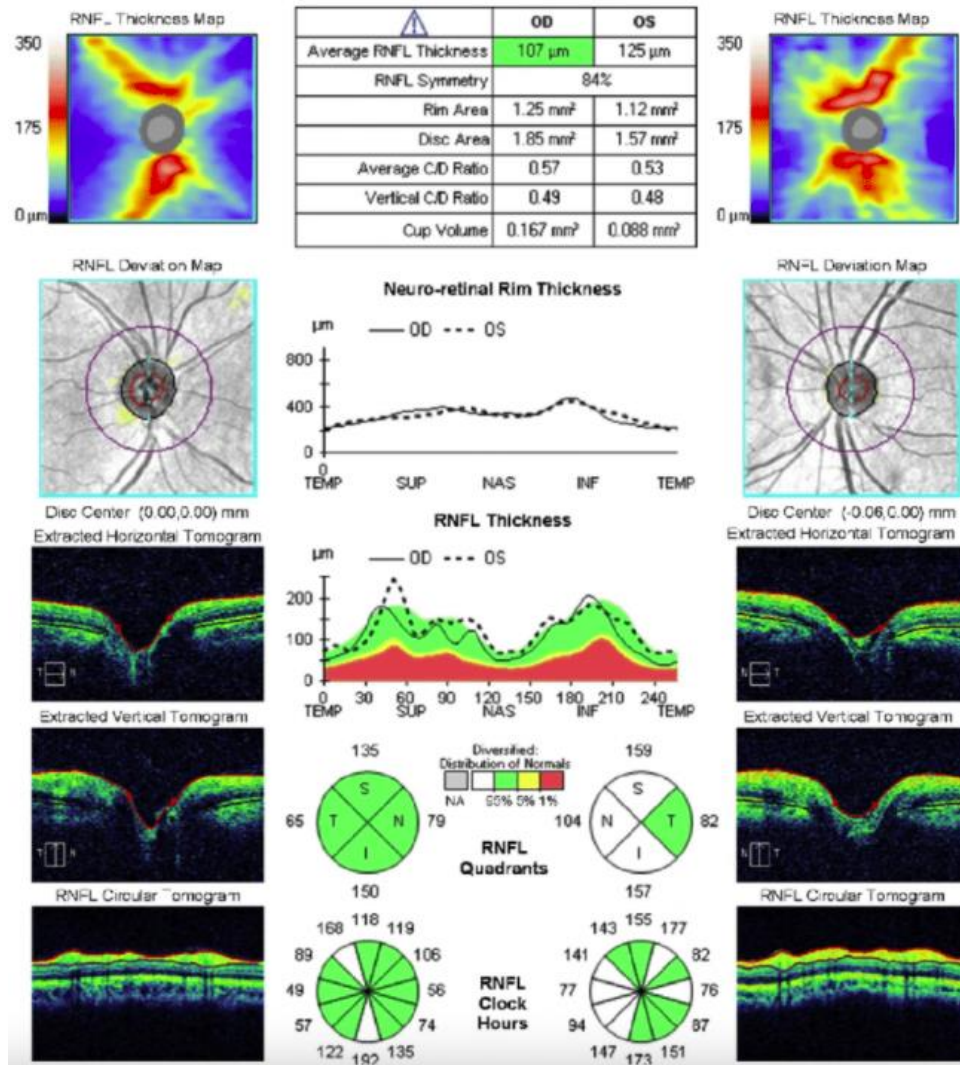 RNFL Thickness Map
350
175
0 µm
OD OS
Average RNFL Thickness 107 µm 125 µm
RNFL Symmetry 84%
Rim Area 1.25 mm² 1.12 mm²
Disc Area 1.85 mm² 1.57 mm²
Average C/D Ratio 0.57 0.53
Vertical C/D Ratio 0.49 0.48
Cup Volume 0.167 mm³ 0.088 mm³
RNFL Thickness Map
350
175
0 µm
RNFL Deviation Map
Disc Center (0.00,0.00) mm
Neuro-retinal Rim Thickness
µm OD OS
800
400
0
0
TEMP SUP NAS INF TEMP
RNFL Deviation Map
Disc Center (-0.06,0.00) mm
Extracted Horizontal Tomogram
T N
RNFL Thickness
µm OD OS
200
100
0
0 30 60 90 120 150 180 210 240
TEMP SUP NAS INF TEMP
Extracted Horizontal Tomogram
T N
Extracted Vertical Tomogram
T N
135
S
65 T N 79
I
150
Diversified:
Distribution of Normals
NA 95% 5% 1%
RNFL
Quadrants
159
S
104 N T 82
I
157
Extracted Vertical Tomogram
T N
RNFL Circular Tomogram
118
168 119
89 106
49 56
57 74
122 135
192
RNFL
Clock
Hours
155
143 177
141 82
77 76
94 87
147 151
173
RNFL Circular Tomogram